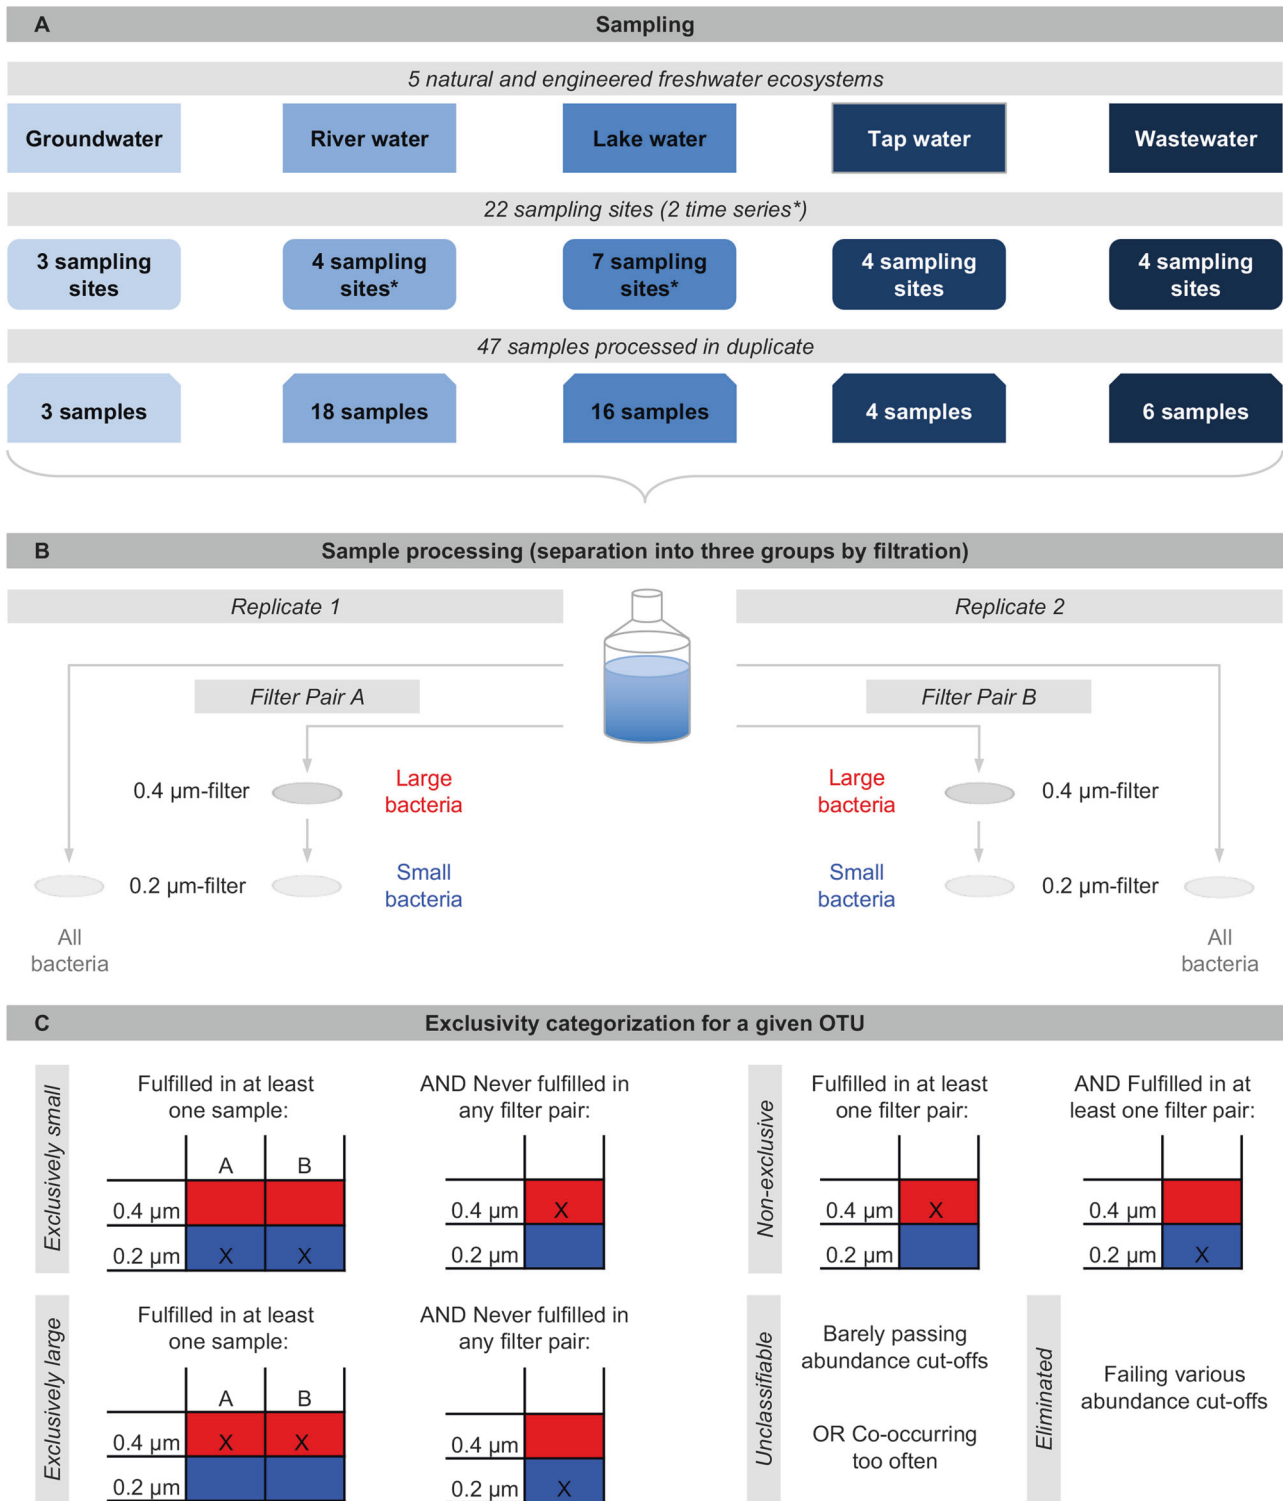 A Sampling
5 natural and engineered freshwater ecosystems
Groundwater River water Lake water Tap water Wastewater
22 sampling sites (2 time series*)
3 sampling
sites
4 sampling
sites*
7 sampling
sites*
4 sampling
sites
4 sampling
sites
47 samples processed in duplicate
3 samples 18 samples 16 samples 4 samples 6 samples
B Sample processing (separation into three groups by filtration)
Replicate 1
Replicate 2
Filter Pair A
Filter Pair B
0.4 µm-filter
Large
bacteria
Large
bacteria
0.4 µm-filter
0.2 µm-filter
Small
bacteria
Small
bacteria
0.2 µm-filter
All
bacteria
All
bacteria
C Exclusivity categorization for a given OTU
Exclusively small
Fulfilled in at least
one sample:
A B
0.4 µm
0.2 µm X X
AND Never fulfilled in
any filter pair:
0.4 µm X
0.2 µm
Non-exclusive
Fulfilled in at least
one filter pair:
0.4 µm X
0.2 µm
AND Fulfilled in at
least one filter pair:
0.4 µm
0.2 µm X
Exclusively large
Fulfilled in at least
one sample:
A B
0.4 µm X X
0.2 µm
AND Never fulfilled in
any filter pair:
0.4 µm
0.2 µm X
Unclassifiable
Barely passing
abundance cut-offs
OR Co-occurring
too often
Eliminated
Failing various
abundance cut-offs